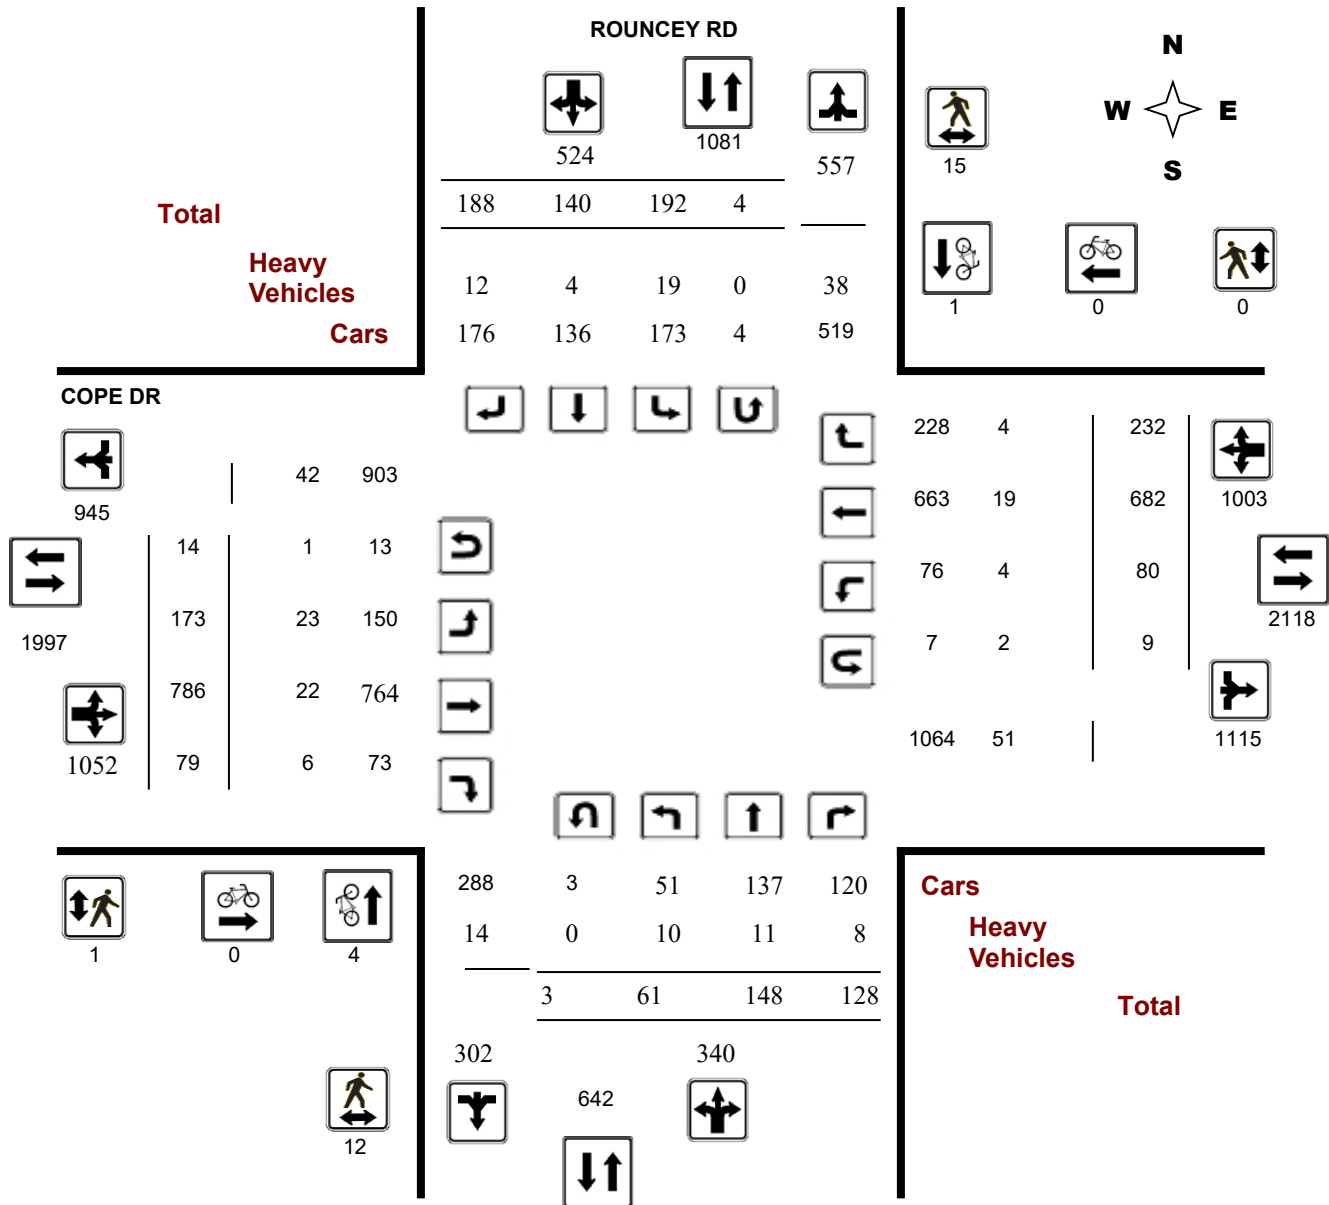 ROUNCEY RD
N
W E
S
524 1081 557 15
188 140 192 4
Total
Heavy
Vehicles
12 4 19 0 38
Cars
176 136 173 4 519
1 0 0
COPE DR
945
42 903
14 1 13
1997
173 23 150
786 22 764
1052
79 6 73
228 4 232
663 19 682
1003
76 4 80
2118
7 2 9
1064 51 1115
288 3 51 137 120
Cars
14 0 10 11 8
Heavy
Vehicles
3 61 148 128
Total
1 0 4
302 340
642
12